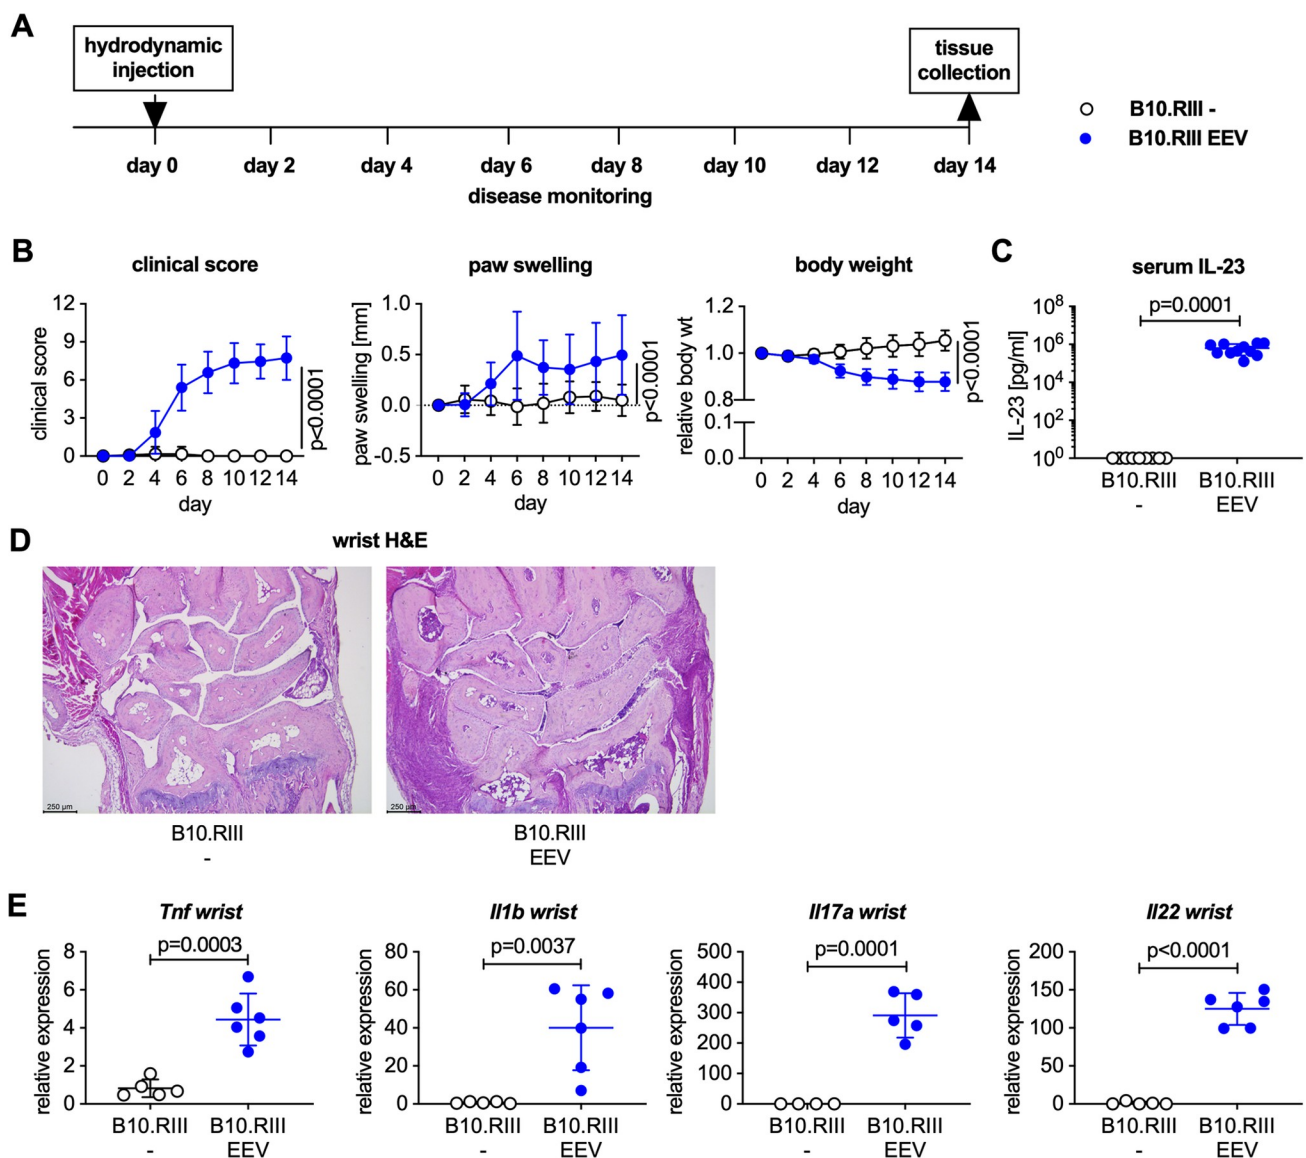 A
hydrodynamic
injection
tissue
collection
B10.RIII -
B10.RIII EEV
day 0 day 2 day 4 day 6 day 8 day 10 day 12 day 14
disease monitoring
B
clinical score
clinical score
12
9
6
3
0
0 2 4 6 8 10 12 14
day
p<0.0001
paw swelling
paw swelling [mm]
1.0
0.5
0.0
-0.5
0 2 4 6 8 10 12 14
day
p<0.0001
body weight
relative body wt
1.2
1.0
0.8
0.1
0.0
0 2 4 6 8 10 12 14
day
p<0.0001
C
serum IL-23
p=0.0001
IL-23 [pg/ml]
10⁸
10⁶
10⁴
10²
10⁰
B10.RIII B10.RIII
- EEV
D
wrist H&E
250 µm
250 µm
B10.RIII
-
B10.RIII
EEV
E
Tnf wrist
p=0.0003
relative expression
8
6
4
2
0
B10.RIII B10.RIII
- EEV
Il1b wrist
p=0.0037
relative expression
80
60
40
20
0
B10.RIII B10.RIII
- EEV
Il17a wrist
p=0.0001
relative expression
500
400
300
200
100
0
B10.RIII B10.RIII
- EEV
Il22 wrist
p<0.0001
relative expression
200
150
100
50
0
B10.RIII B10.RIII
- EEV